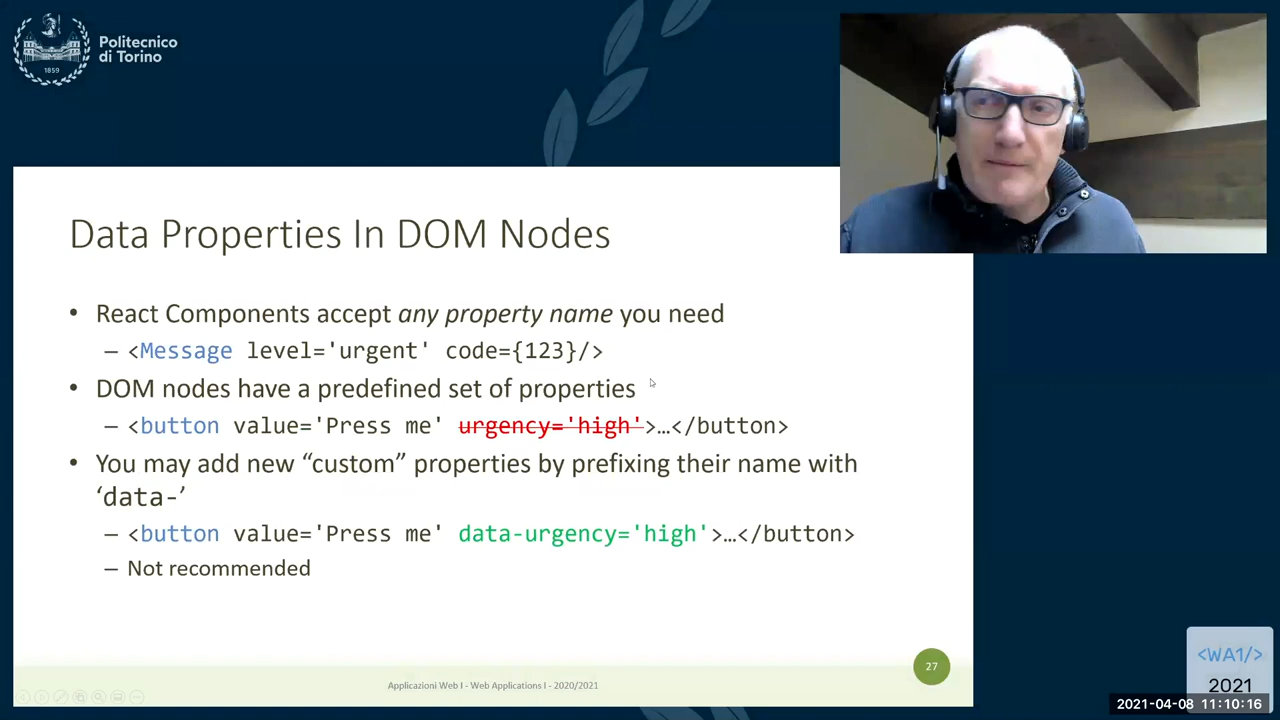 Politecnico
di Torino
1859
Data Properties In DOM Nodes
• React Components accept any property name you need
– <Message level='urgent' code={123}/>
• DOM nodes have a predefined set of properties
– <button value='Press me' urgency='high'>…</button>
• You may add new “custom” properties by prefixing their name with
‘data-’
– <button value='Press me' data-urgency='high'>…</button>
– Not recommended
27
Applicazioni Web I - Web Applications I - 2020/2021
<WA1/>
2021
2021-04-08 11:10:16